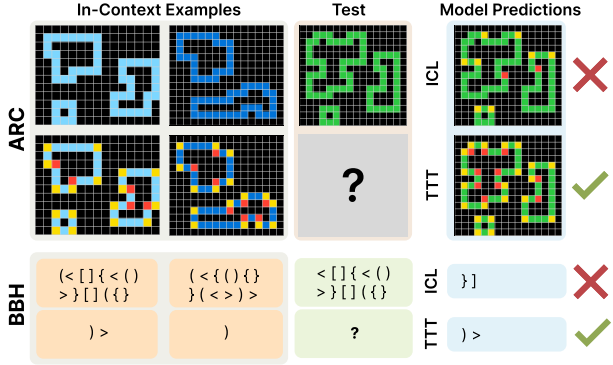 In-Context Examples
Test
Model Predictions
ARC
?
ICL
TTT
BBH
(<[]{<()
>}[]({}
)>
(<{(){}
}(<>)>
)
<[]{<()
>}[]({}
?
ICL
}]
TTT
)>